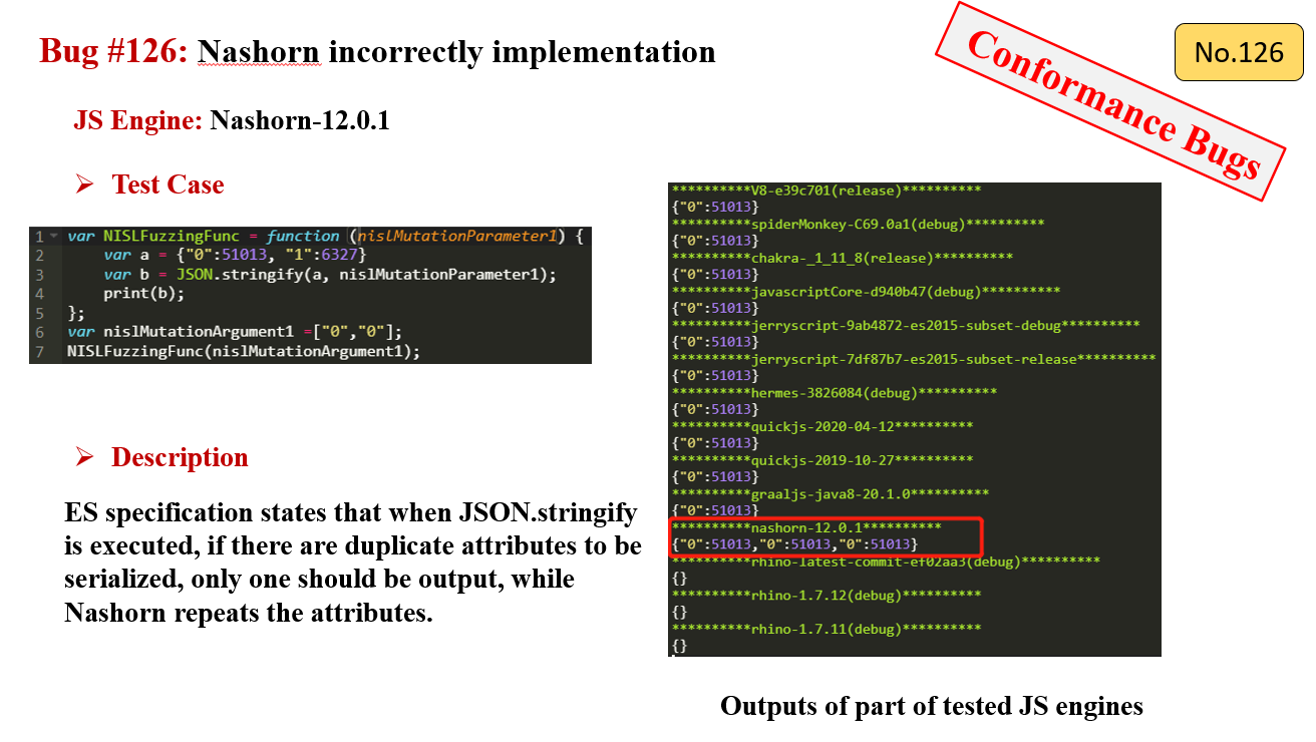 Bug #126: Nashorn incorrectly implementation
Conformance Bugs
No.126
JS Engine: Nashorn-12.0.1
➢ Test Case
1 var NISLFuzzingFunc = function (nislMutationParameter1) {
2 var a = {"0":51013, "1":6327}
3 var b = JSON.stringify(a, nislMutationParameter1);
4 print(b);
5 };
6 var nislMutationArgument1 =["0","0"];
7 NISLFuzzingFunc(nislMutationArgument1);
➢ Description
ES specification states that when JSON.stringify
is executed, if there are duplicate attributes to be
serialized, only one should be output, while
Nashorn repeats the attributes.
**********V8-e39c701(release)**********
{"0":51013}
**********spiderMonkey-C69.0a1(debug)**********
{"0":51013}
**********chakra-_1_11_8(release)**********
{"0":51013}
**********javascriptCore-d940b47(debug)**********
{"0":51013}
**********jerryscript-9ab4872-es2015-subset-debug**********
{"0":51013}
**********jerryscript-7df87b7-es2015-subset-release**********
{"0":51013}
**********hermes-3826084(debug)**********
{"0":51013}
**********quickjs-2020-04-12**********
{"0":51013}
**********quickjs-2019-10-27**********
{"0":51013}
**********graaljs-java8-20.1.0**********
{"0":51013}
**********nashorn-12.0.1**********
{"0":51013,"0":51013,"0":51013}
**********rhino-latest-commit-ef02aa3(debug)**********
{}
**********rhino-1.7.12(debug)**********
{}
**********rhino-1.7.11(debug)**********
{}
Outputs of part of tested JS engines